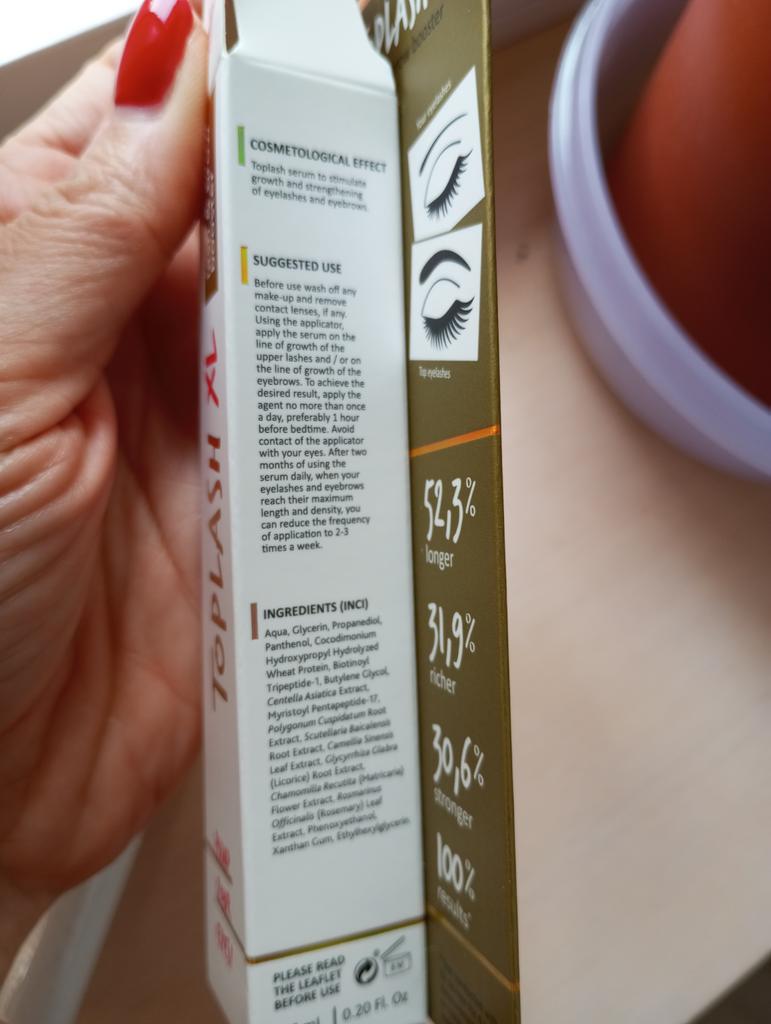 COSMETOLOGICAL EFFECT
Toplash serum to stimulate
growth and strengthening
of eyelashes and eyebrows.
SUGGESTED USE
Before use wash off any
make-up and remove
contact lenses, if any.
Using the applicator,
apply the serum on the
line of growth of the
upper lashes and / or on
the line of growth of the
eyebrows. To achieve the
desired result, apply the
agent no more than once
a day, preferably 1 hour
before bedtime. Avoid
contact of the applicator
with your eyes. After two
months of using the
serum daily, when your
eyelashes and eyebrows
reach their maximum
length and density, you
can reduce the frequency
of application to 2-3
times a week.
INGREDIENTS (INCI)
Aqua, Glycerin, Propanediol,
Panthenol, Cocodimonium
Hydroxypropyl Hydrolyzed
Wheat Protein, Biotinoyl
Tripeptide-1, Butylene Glycol,
Centella Asiatica Extract,
Myristoyl Pentapeptide-17,
Polygonum Cuspidatum Root
Extract, Scutellaria Baicalensis
Root Extract, Camellia Sinensis
Leaf Extract, Glycyrrhiza Glabra
(Licorice) Root Extract,
Chamomilla Recutita (Matricaria)
Flower Extract, Rosmarinus
Officinalis (Rosemary) Leaf
Extract, Phenoxyethanol,
Xanthan Gum, Ethylhexylglycerin
PLEASE READ
THE LEAFLET
BEFORE USE
0.20 fl. Oz
TOPLASH XL
booster
Your eyelashes
Top eyelashes
52,3%
longer
31,9%
richer
30,6%
stronger
100%
results*